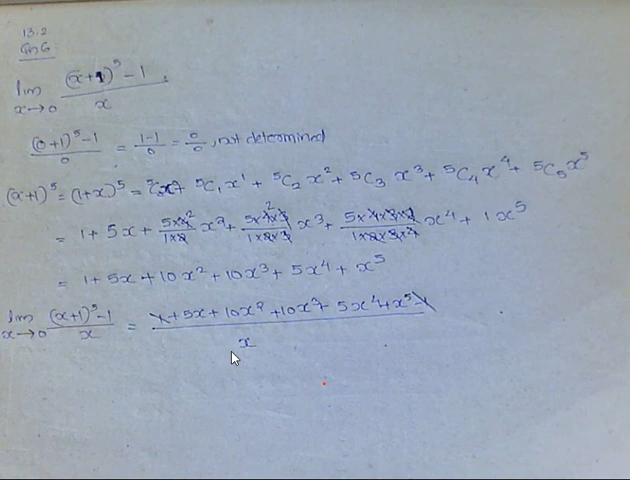 13.2
Qn 6
lim x→0 ((x+1)^5 - 1)/x .
((0+1)^5 - 1)/0 = (1-1)/0 = 0/0 , not determined
(x+1)^5 = (1+x)^5 = 5C0 x^0 + 5C1 x^1 + 5C2 x^2 + 5C3 x^3 + 5C4 x^4 + 5C5 x^5
= 1 + 5x + (5×4)/(1×2) x^2 + (5×4×3)/(1×2×3) x^3 + (5×4×3×2)/(1×2×3×4) x^4 + 1x^5
= 1 + 5x + 10x^2 + 10x^3 + 5x^4 + x^5
lim x→0 ((x+1)^5 - 1)/x = (1 + 5x + 10x^2 + 10x^3 + 5x^4 + x^5 - 1)/x